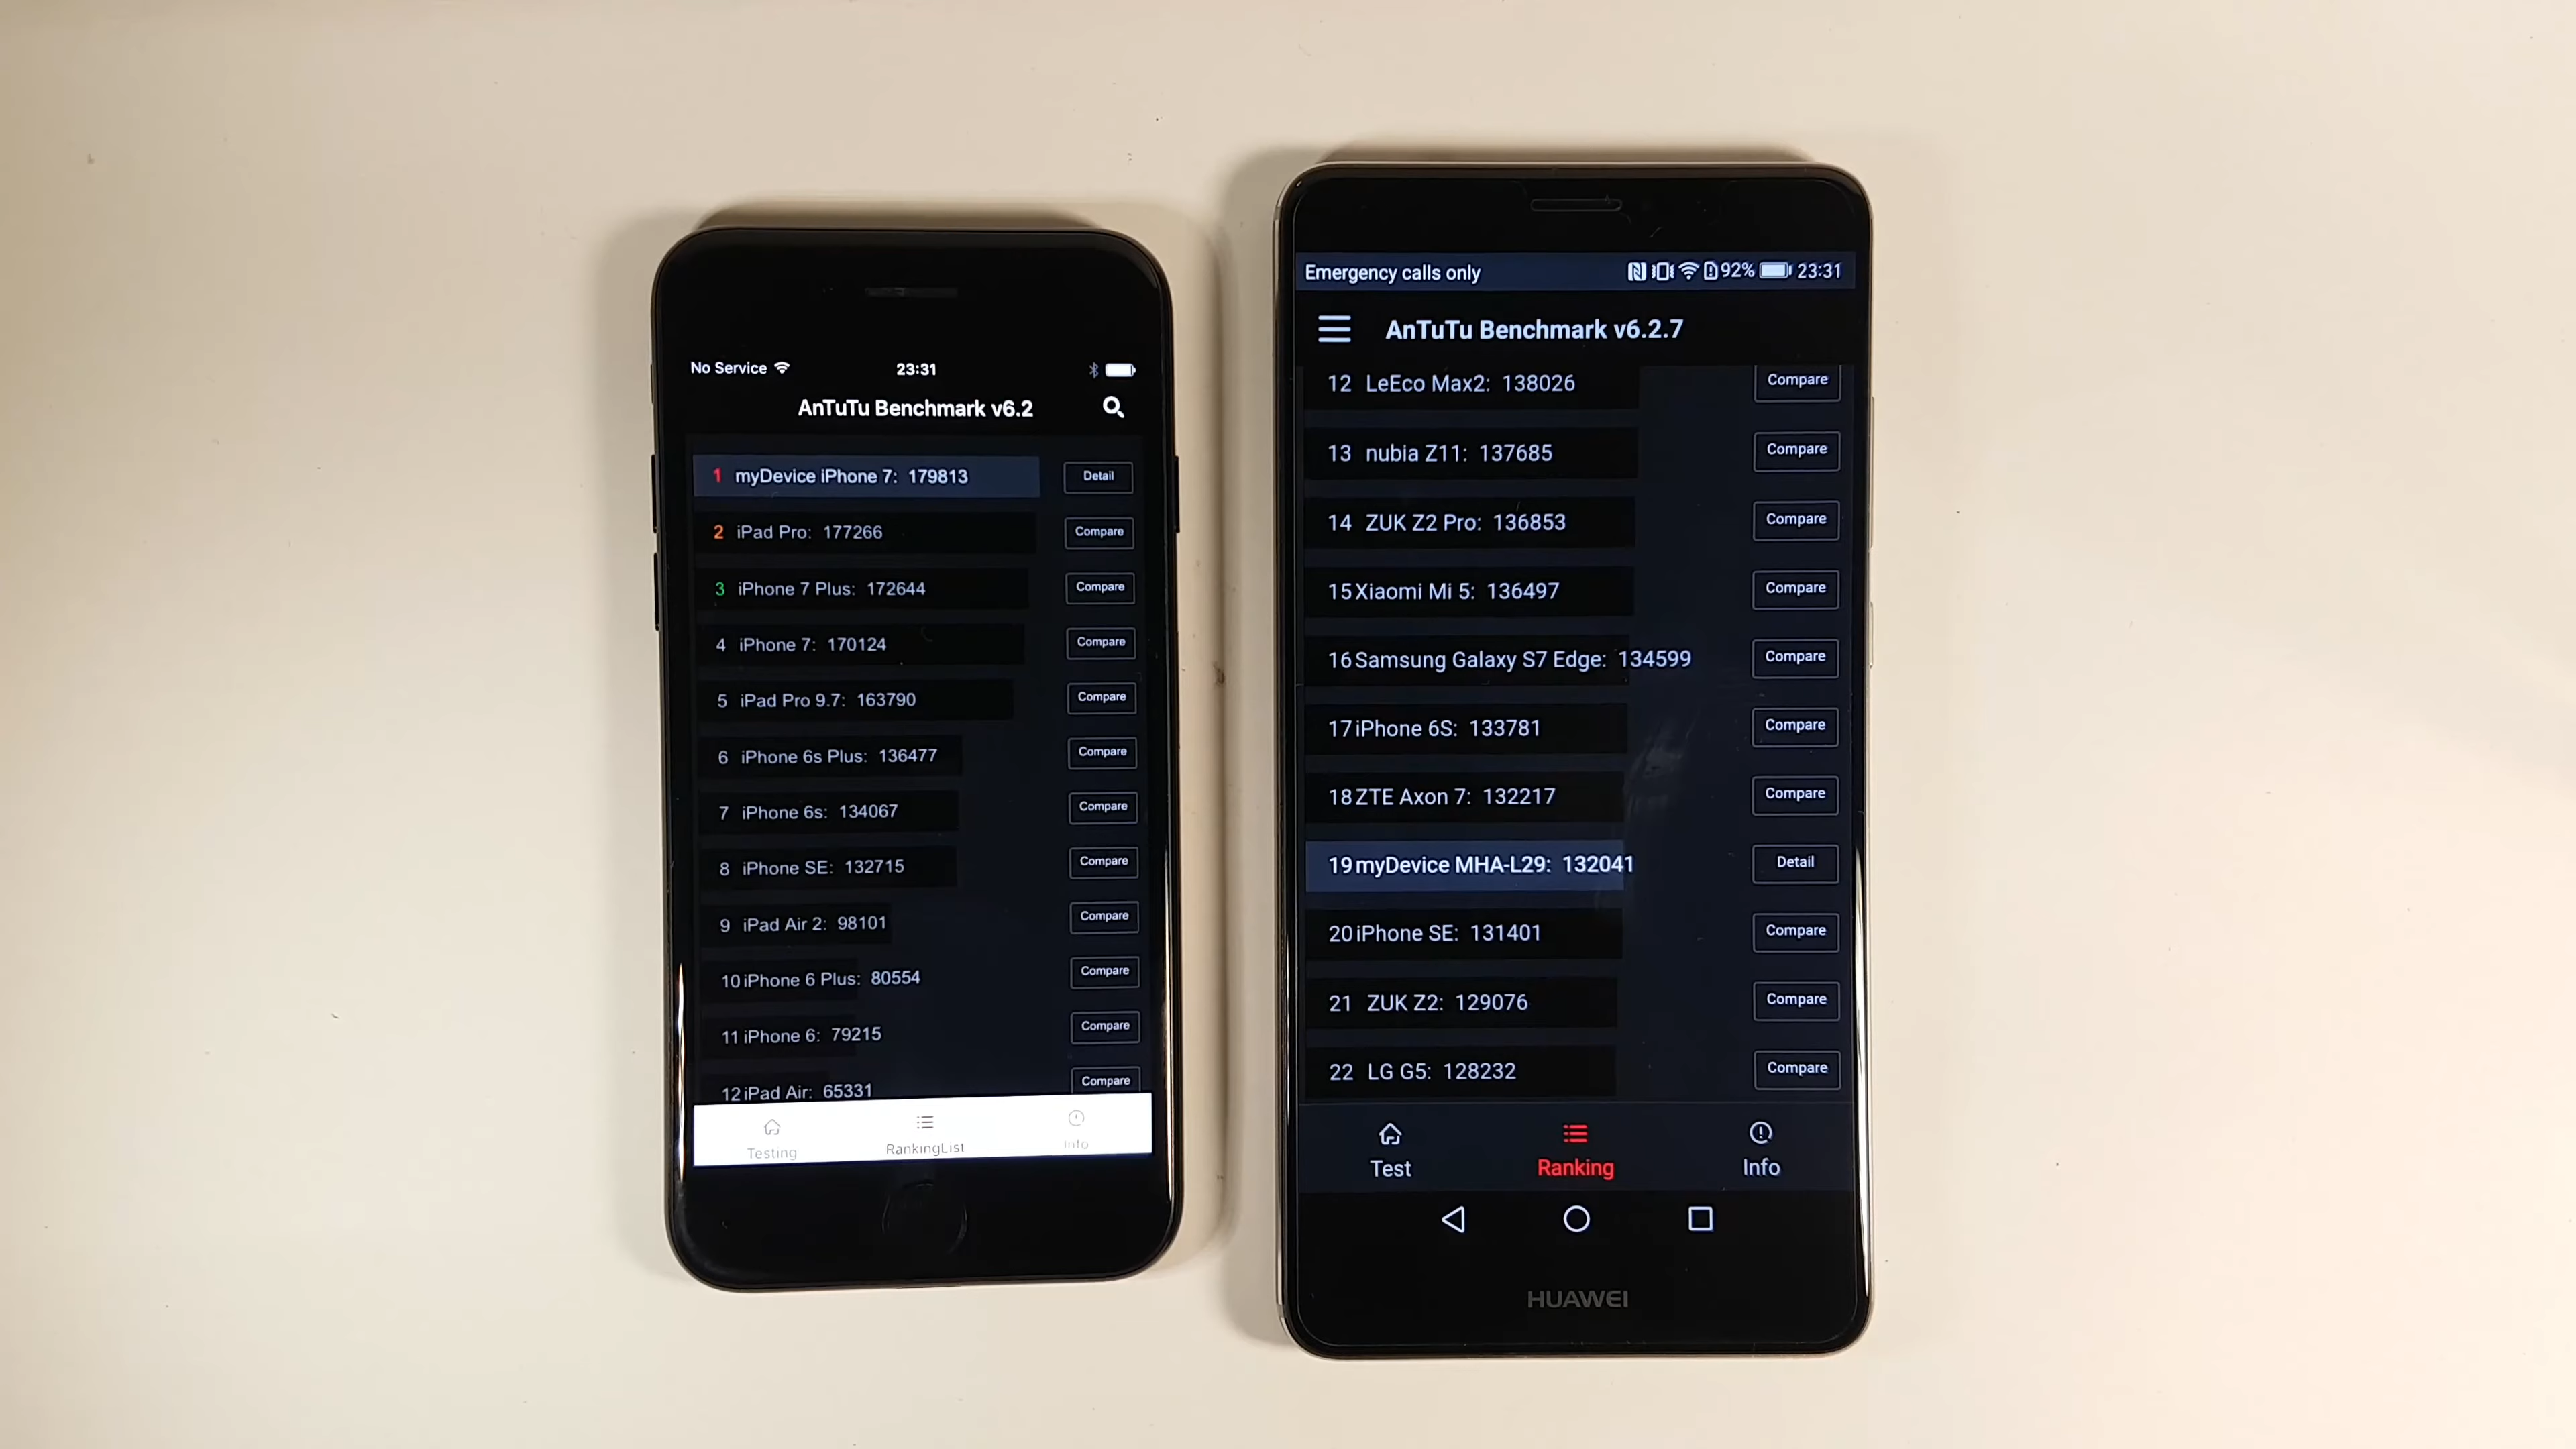 No Service 23:31
AnTuTu Benchmark v6.2
1 myDevice iPhone 7: 179813 Detail
2 iPad Pro: 177266 Compare
3 iPhone 7 Plus: 172644 Compare
4 iPhone 7: 170124 Compare
5 iPad Pro 9.7: 163790 Compare
6 iPhone 6s Plus: 136477 Compare
7 iPhone 6s: 134067 Compare
8 iPhone SE: 132715 Compare
9 iPad Air 2: 98101 Compare
10 iPhone 6 Plus: 80554 Compare
11 iPhone 6: 79215 Compare
12 iPad Air: 65331 Compare
Testing RankingList Info
Emergency calls only 92% 23:31
AnTuTu Benchmark v6.2.7
12 LeEco Max2: 138026 Compare
13 nubia Z11: 137685 Compare
14 ZUK Z2 Pro: 136853 Compare
15 Xiaomi Mi 5: 136497 Compare
16 Samsung Galaxy S7 Edge: 134599 Compare
17 iPhone 6S: 133781 Compare
18 ZTE Axon 7: 132217 Compare
19 myDevice MHA-L29: 132041 Detail
20 iPhone SE: 131401 Compare
21 ZUK Z2: 129076 Compare
22 LG G5: 128232 Compare
Test Ranking Info
HUAWEI